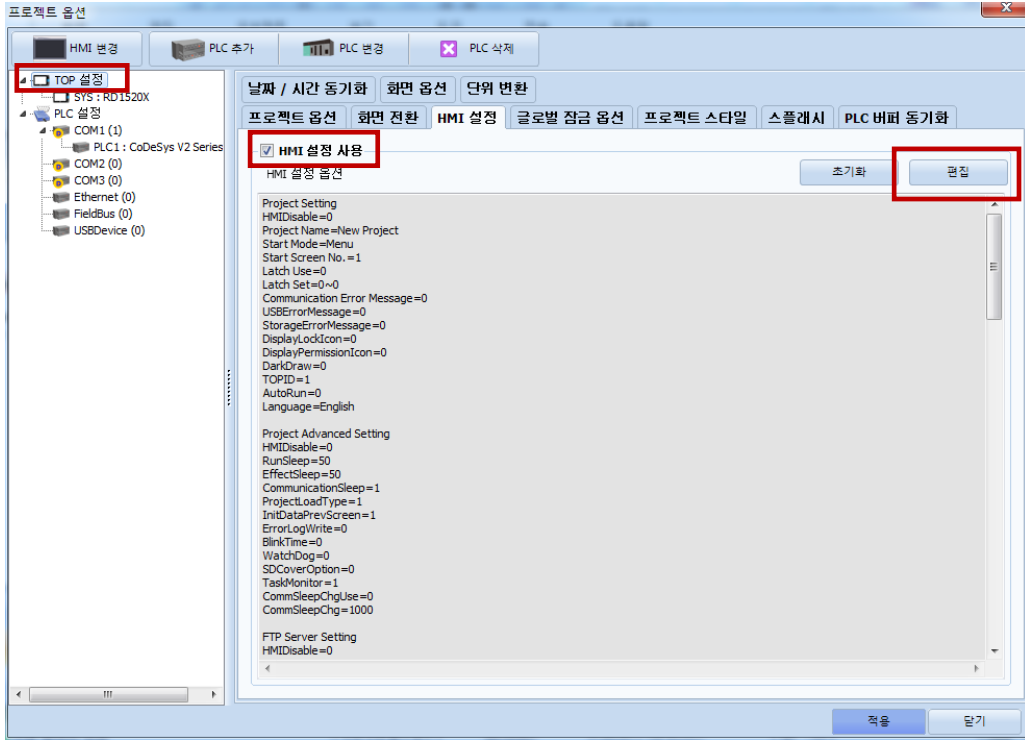 프로젝트 옵션
HMI 변경
PLC 추가
PLC 변경
PLC 삭제
TOP 설정
SYS : RD1520X
PLC 설정
COM1 (1)
PLC1 : CoDeSys V2 Series
COM2 (0)
COM3 (0)
Ethernet (0)
FieldBus (0)
USBDevice (0)
날짜 / 시간 동기화 화면 옵션 단위 변환
프로젝트 옵션 화면 전환 HMI 설정 글로벌 잠금 옵션 프로젝트 스타일 스플래시 PLC 버퍼 동기화
HMI 설정 사용
HMI 설정 옵션
초기화
편집
Project Setting
HMIDisable=0
Project Name=New Project
Start Mode=Menu
Start Screen No.=1
Latch Use=0
Latch Set=0~0
Communication Error Message=0
USBErrorMessage=0
StorageErrorMessage=0
DisplayLockIcon=0
DisplayPermissionIcon=0
DarkDraw=0
TOPID=1
AutoRun=0
Language=English
Project Advanced Setting
HMIDisable=0
RunSleep=50
EffectSleep=50
CommunicationSleep=1
ProjectLoadType=1
InitDataPrevScreen=1
ErrorLogWrite=0
BlinkTime=0
WatchDog=0
SDCoverOption=0
TaskMonitor=1
CommSleepChgUse=0
CommSleepChg=1000
FTP Server Setting
HMIDisable=0
적용
닫기